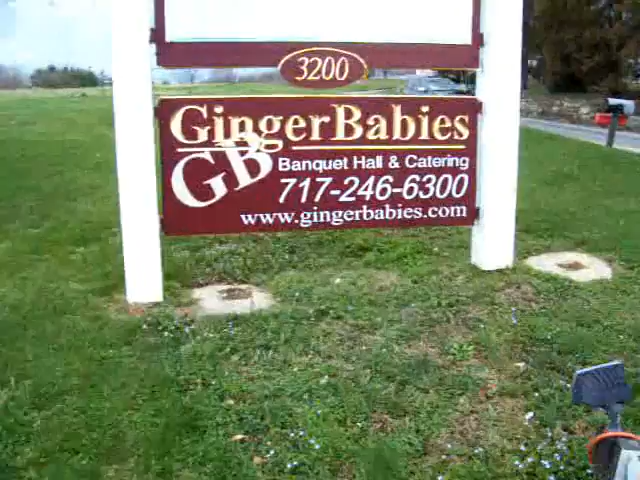 3200
GingerBabies
GB
Banquet Hall & Catering
717-246-6300
www.gingerbabies.com